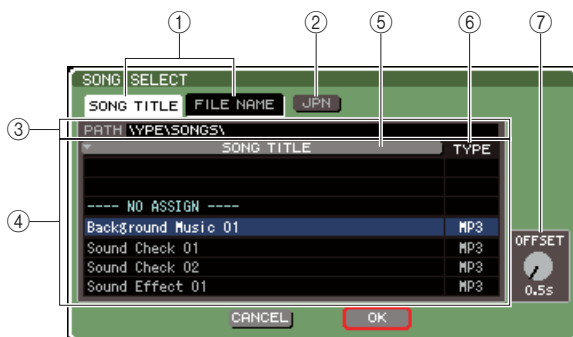 ① ② ⑤ ⑥ ⑦
SONG SELECT
SONG TITLE FILE NAME JPN
③ PATH \YPE\SONGS\
SONG TITLE TYPE
④
---- NO ASSIGN ----
Background Music 01 MP3
Sound Check 01 MP3
Sound Check 02 MP3
Sound Effect 01 MP3
OFFSET
0.5s
CANCEL OK